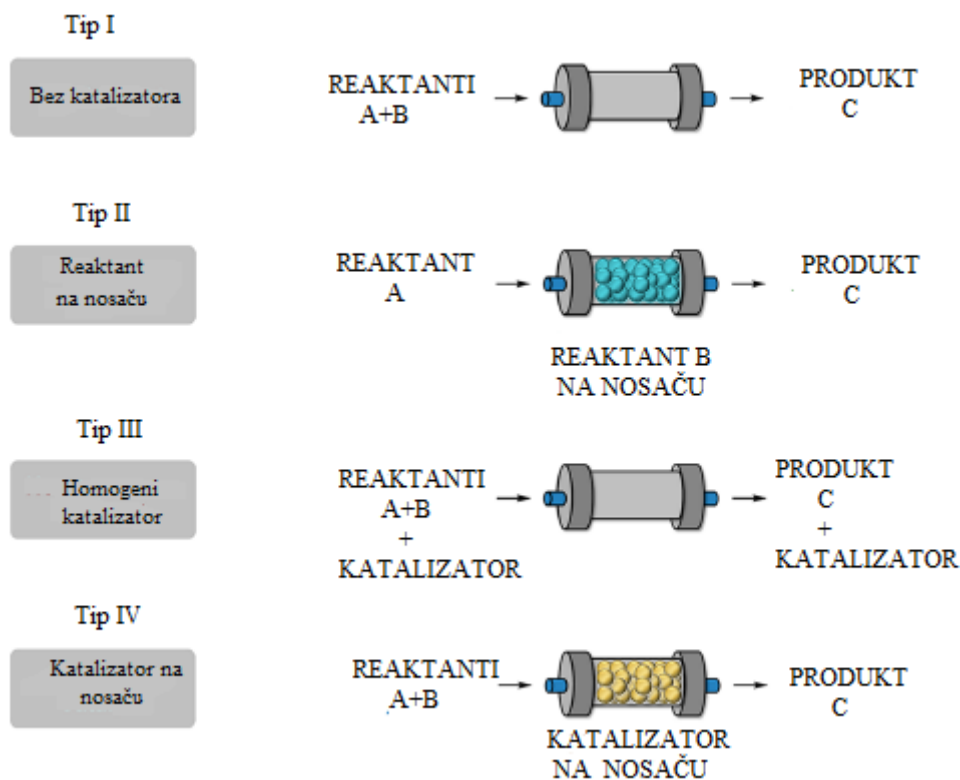 Tip I
Bez katalizatora
REAKTANTI
A+B
PRODUKT
C
Tip II
Reaktant
na nosaču
REAKTANT
A
PRODUKT
C
REAKTANT B
NA NOSAČU
Tip III
Homogeni
katalizator
REAKTANTI
A+B
+
KATALIZATOR
PRODUKT
C
+
KATALIZATOR
Tip IV
Katalizator na
nosaču
REAKTANTI
A+B
PRODUKT
C
KATALIZATOR
NA NOSAČU